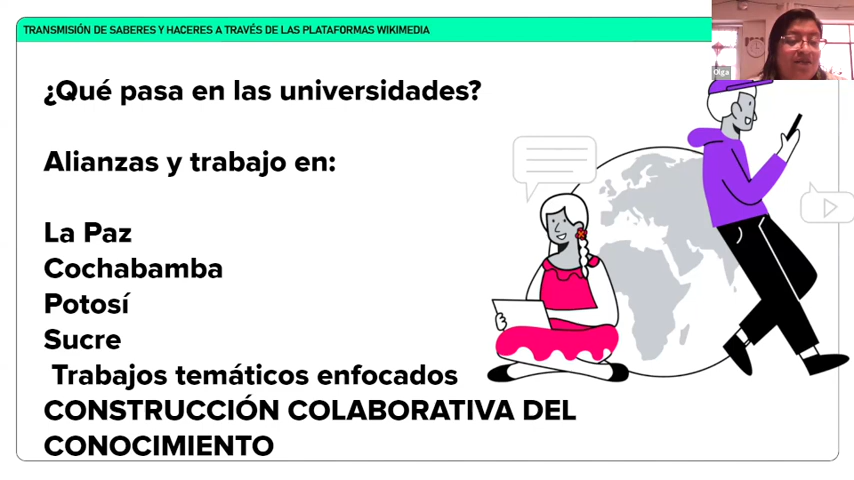 TRANSMISIÓN DE SABERES Y HACERES A TRAVÉS DE LAS PLATAFORMAS WIKIMEDIA
Olga
¿Qué pasa en las universidades?
Alianzas y trabajo en:
La Paz
Cochabamba
Potosí
Sucre
Trabajos temáticos enfocados
CONSTRUCCIÓN COLABORATIVA DEL
CONOCIMIENTO